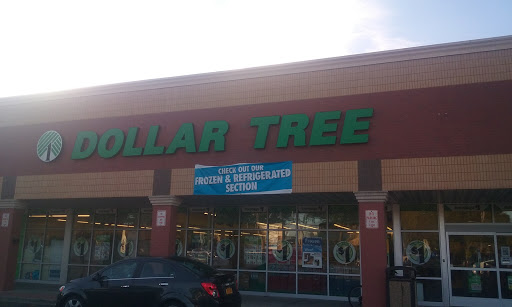 DOLLAR TREE
CHECK OUT OUR
FROZEN & REFRIGERATED
SECTION